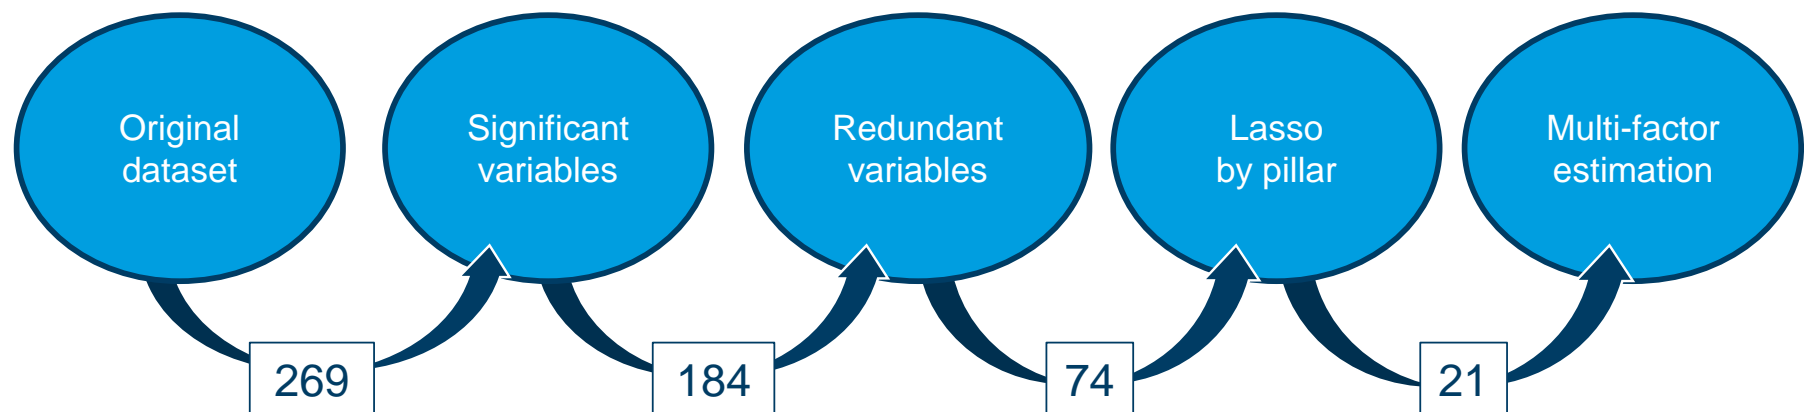 Original
dataset
Significant
variables
Redundant
variables
Lasso
by pillar
Multi-factor
estimation
269
184
74
21